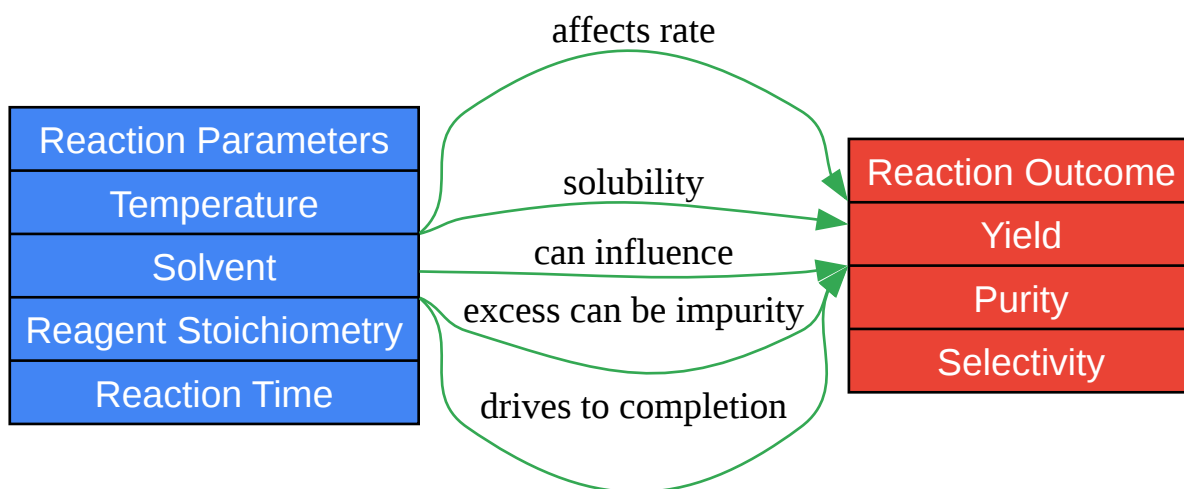 Reaction Parameters
Temperature
Solvent
Reagent Stoichiometry
Reaction Time
affects rate
solubility
can influence
excess can be impurity
drives to completion
Reaction Outcome
Yield
Purity
Selectivity